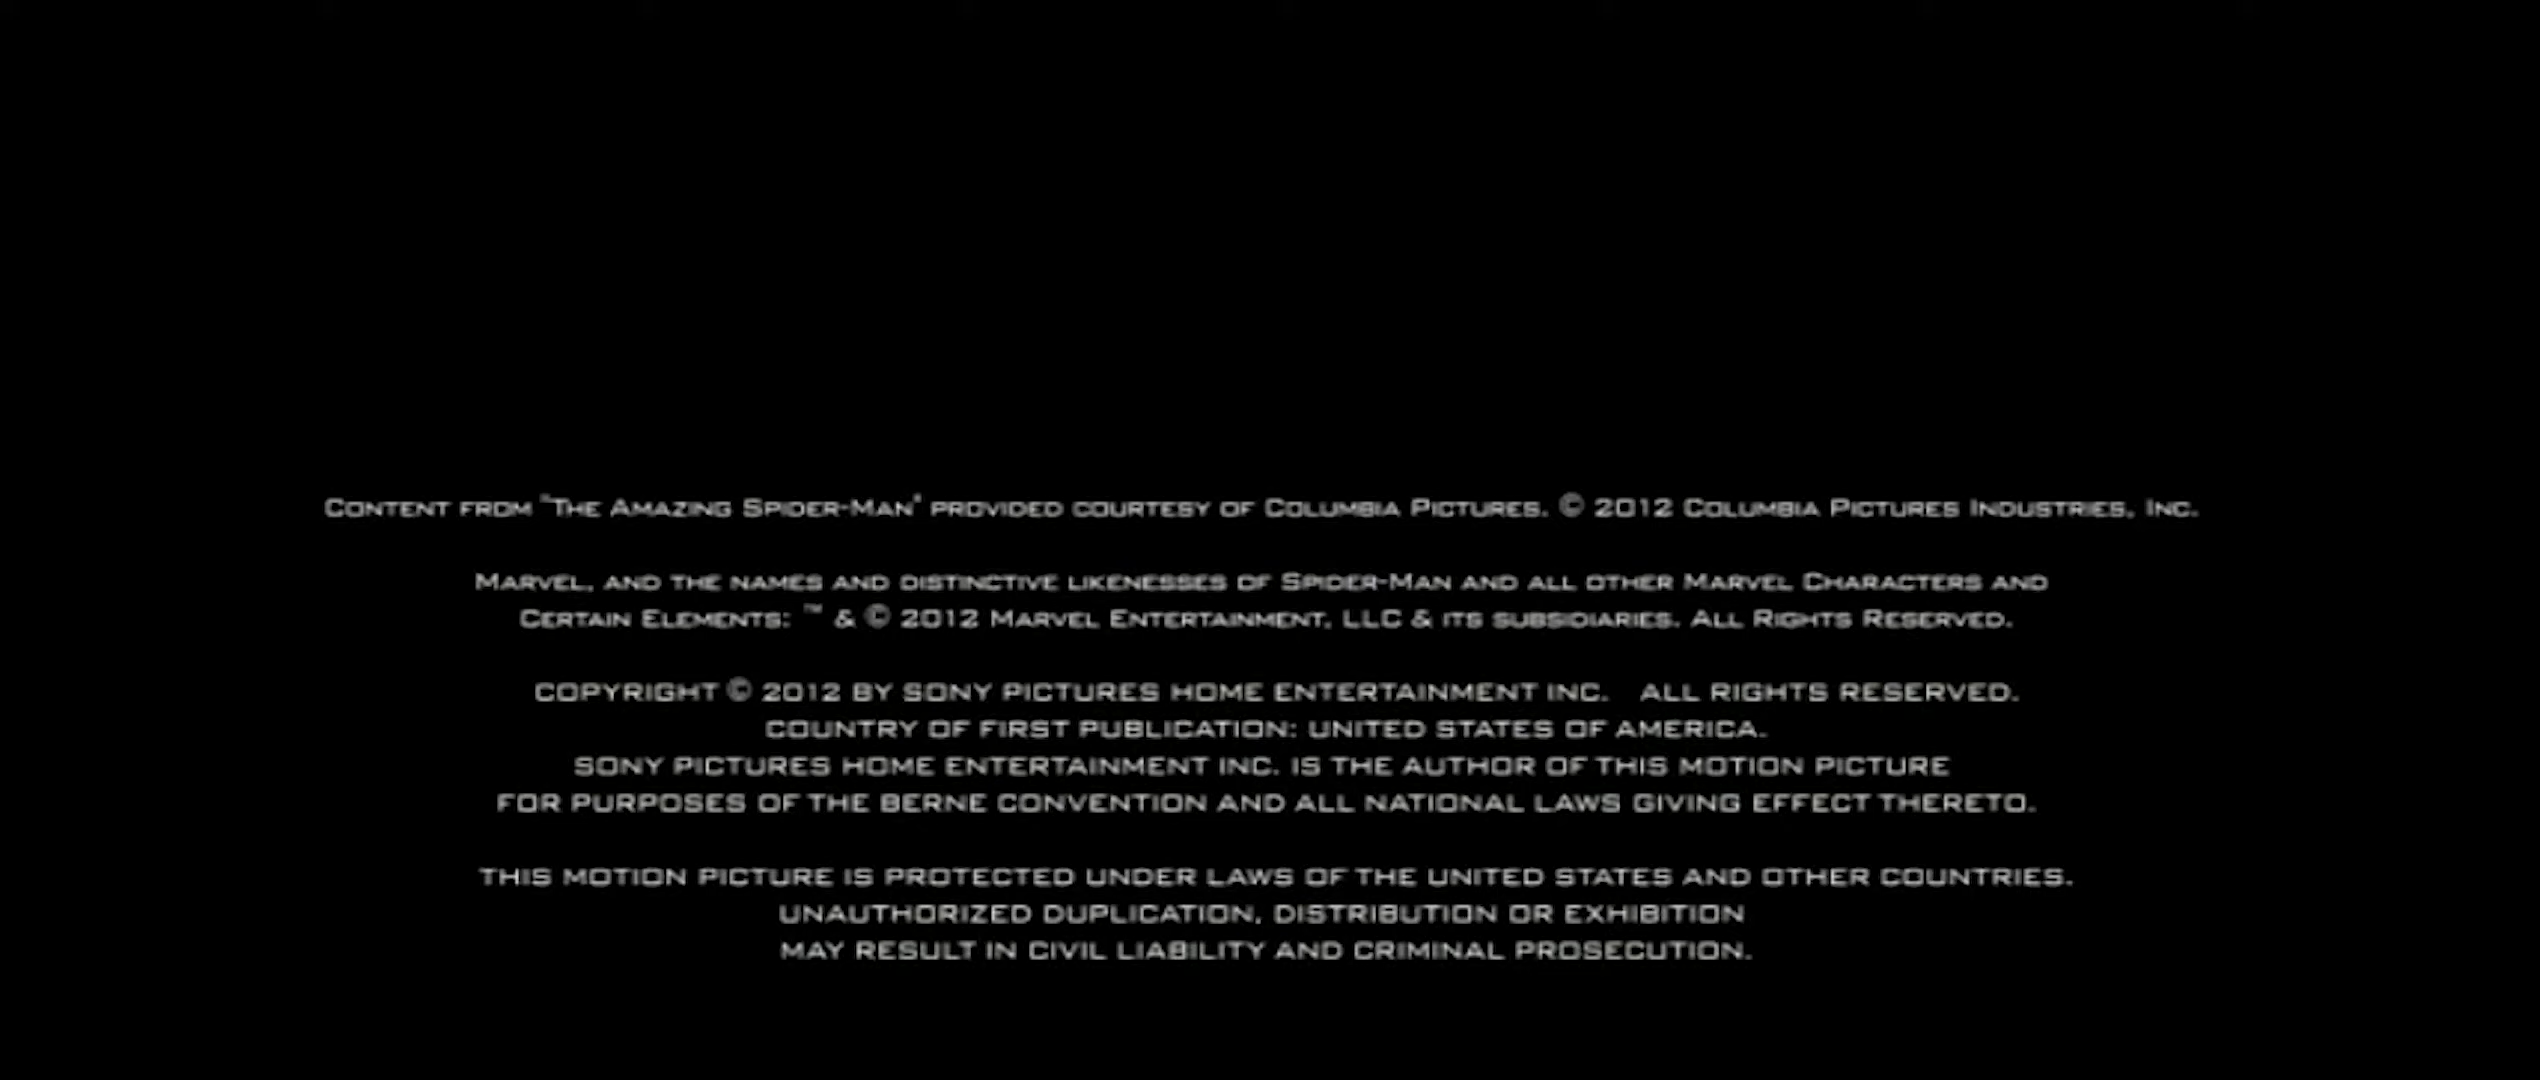 Content from "The Amazing Spider-Man" provided courtesy of Columbia Pictures. © 2012 Columbia Pictures Industries, Inc.
Marvel, and the names and distinctive likenesses of Spider-Man and all other Marvel Characters and
Certain Elements: ™ & © 2012 Marvel Entertainment, LLC & its subsidiaries. All Rights Reserved.
COPYRIGHT © 2012 BY SONY PICTURES HOME ENTERTAINMENT INC. ALL RIGHTS RESERVED.
COUNTRY OF FIRST PUBLICATION: UNITED STATES OF AMERICA.
SONY PICTURES HOME ENTERTAINMENT INC. IS THE AUTHOR OF THIS MOTION PICTURE
FOR PURPOSES OF THE BERNE CONVENTION AND ALL NATIONAL LAWS GIVING EFFECT THERETO.
THIS MOTION PICTURE IS PROTECTED UNDER LAWS OF THE UNITED STATES AND OTHER COUNTRIES.
UNAUTHORIZED DUPLICATION, DISTRIBUTION OR EXHIBITION
MAY RESULT IN CIVIL LIABILITY AND CRIMINAL PROSECUTION.